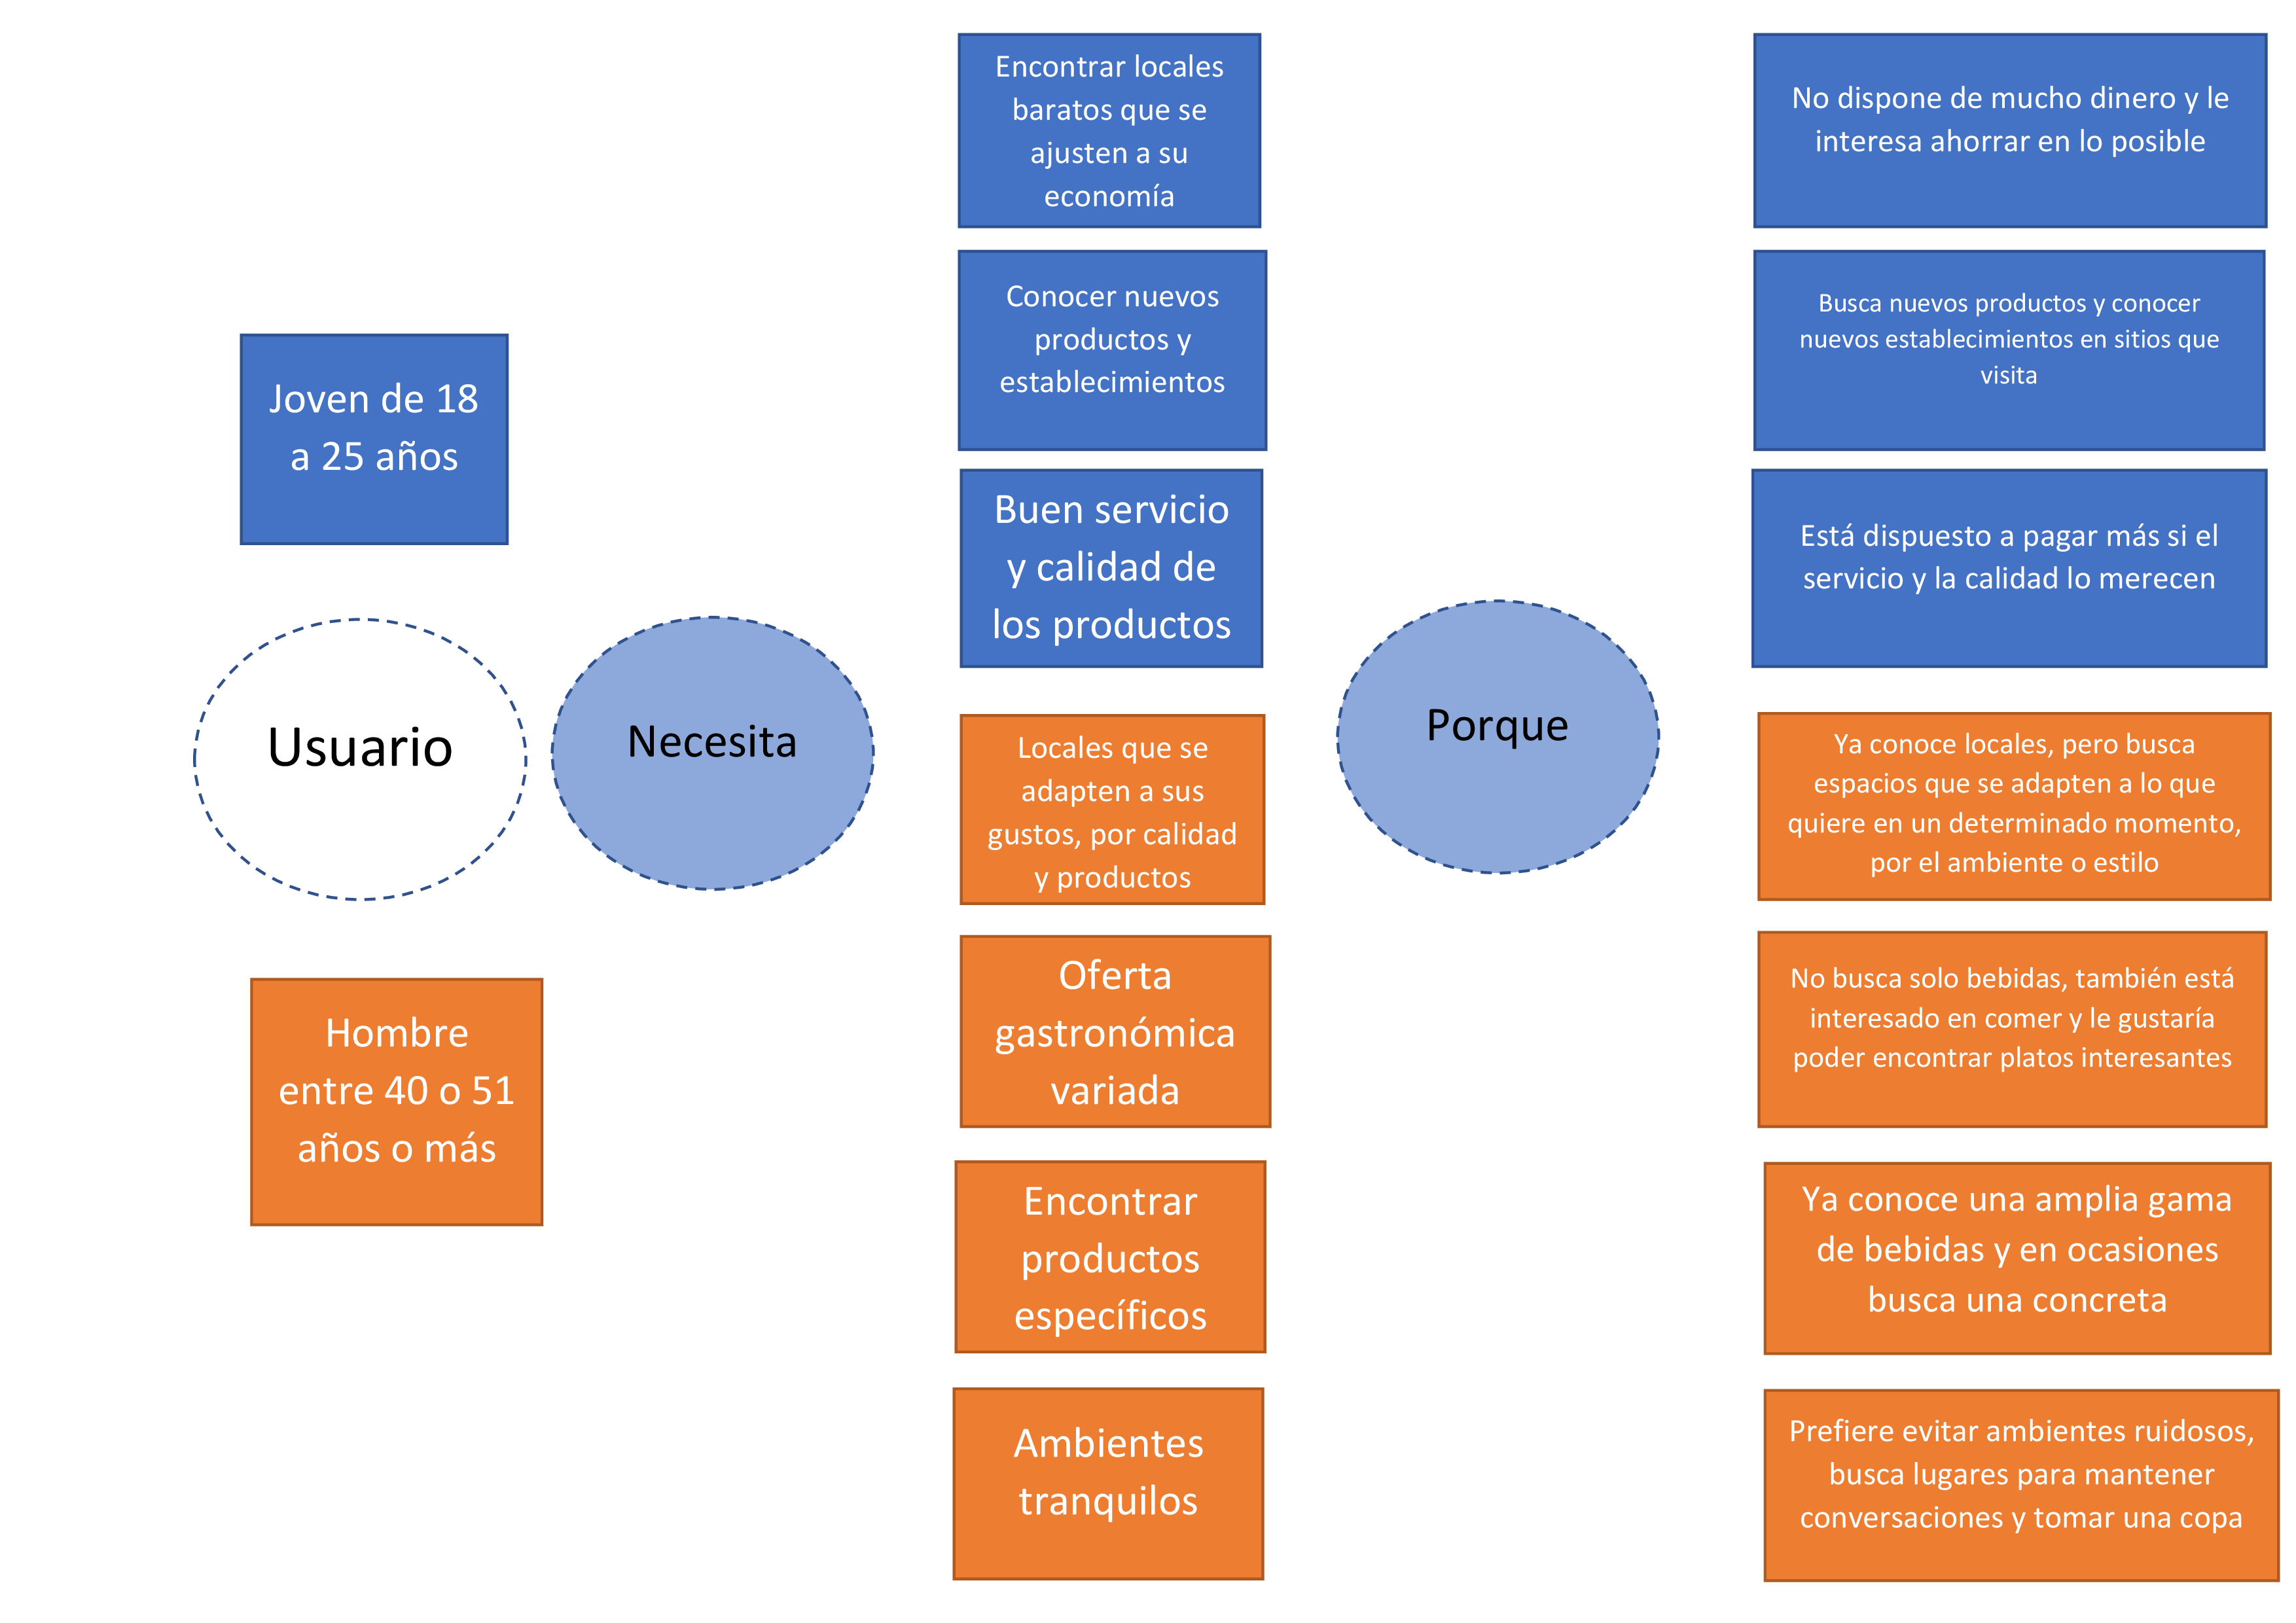 Joven de 18
a 25 años
Usuario
Hombre
entre 40 o 51
años o más
Necesita
Encontrar locales
baratos que se
ajusten a su
economía
Conocer nuevos
productos y
establecimientos
Buen servicio
y calidad de
los productos
Locales que se
adapten a sus
gustos, por calidad
y productos
Oferta
gastronómica
variada
Encontrar
productos
específicos
Ambientes
tranquilos
Porque
No dispone de mucho dinero y le
interesa ahorrar en lo posible
Busca nuevos productos y conocer
nuevos establecimientos en sitios que
visita
Está dispuesto a pagar más si el
servicio y la calidad lo merecen
Ya conoce locales, pero busca
espacios que se adapten a lo que
quiere en un determinado momento,
por el ambiente o estilo
No busca solo bebidas, también está
interesado en comer y le gustaría
poder encontrar platos interesantes
Ya conoce una amplia gama
de bebidas y en ocasiones
busca una concreta
Prefiere evitar ambientes ruidosos,
busca lugares para mantener
conversaciones y tomar una copa